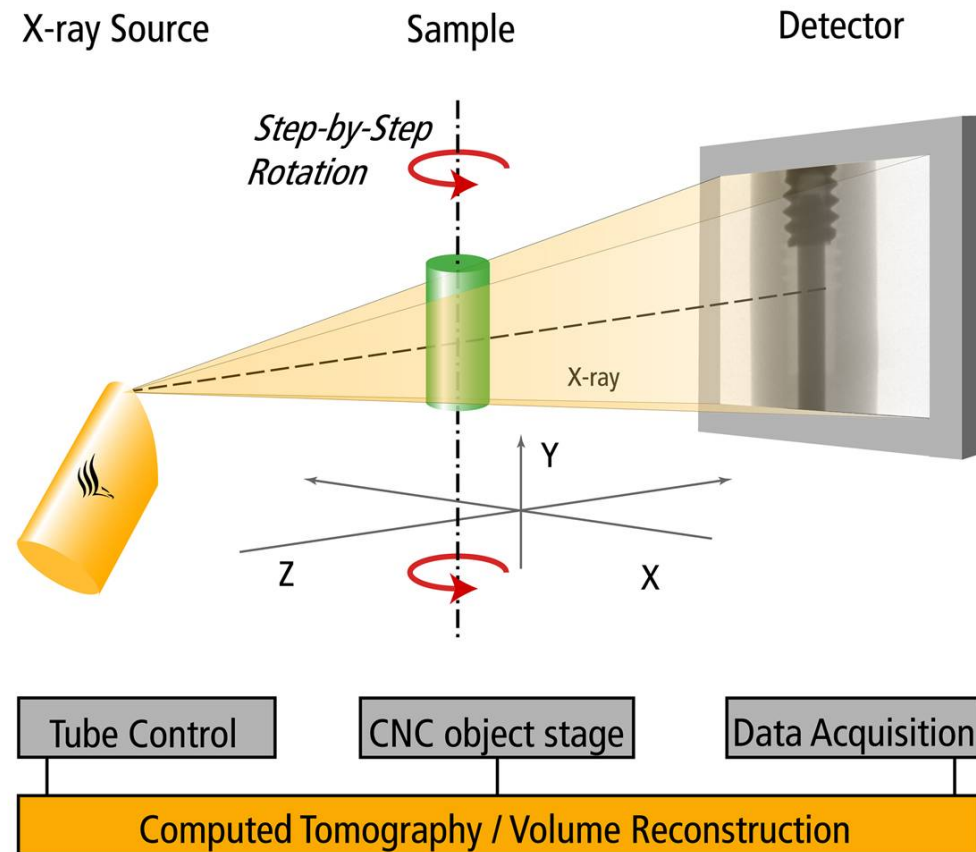 X-ray Source
Sample
Detector
Step-by-Step
Rotation
X-ray
Y
Z
X
Tube Control
CNC object stage
Data Acquisition
Computed Tomography / Volume Reconstruction